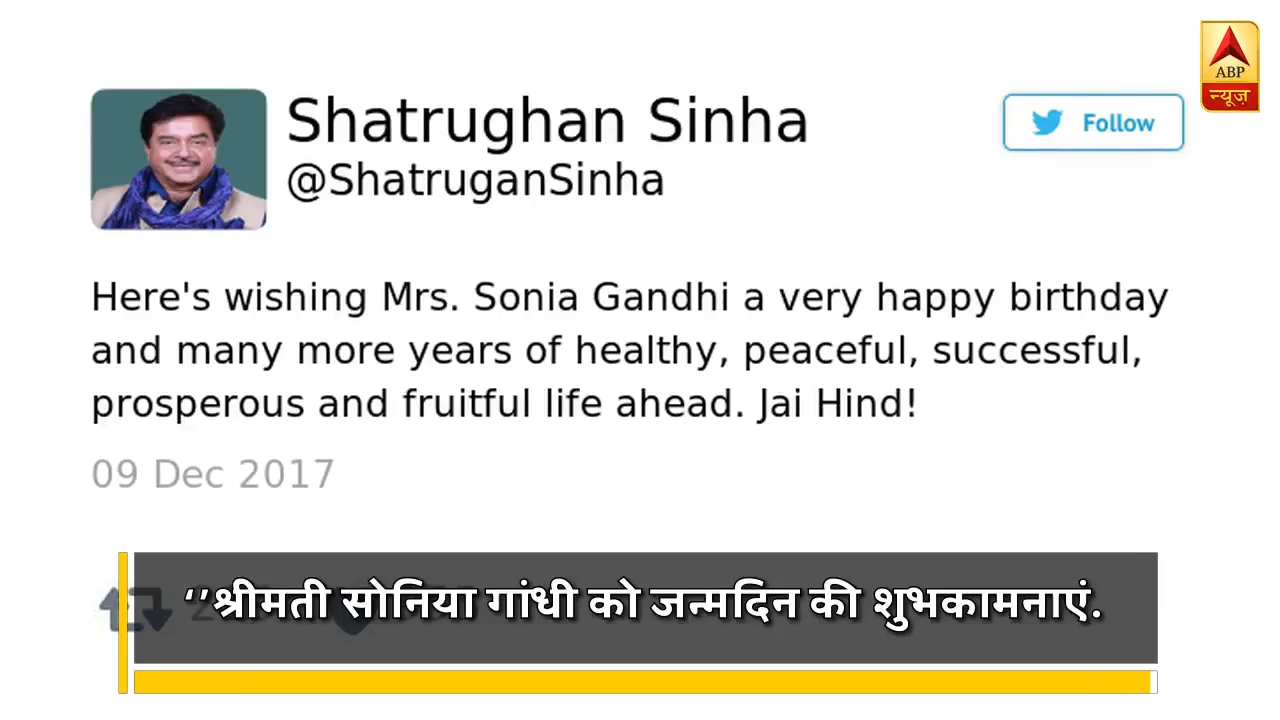 ABP
न्यूज़
Shatrughan Sinha
Follow
@ShatruganSinha
Here's wishing Mrs. Sonia Gandhi a very happy birthday
and many more years of healthy, peaceful, successful,
prosperous and fruitful life ahead. Jai Hind!
09 Dec 2017
‘’श्रीमती सोनिया गांधी को जन्मदिन की शुभकामनाएं.